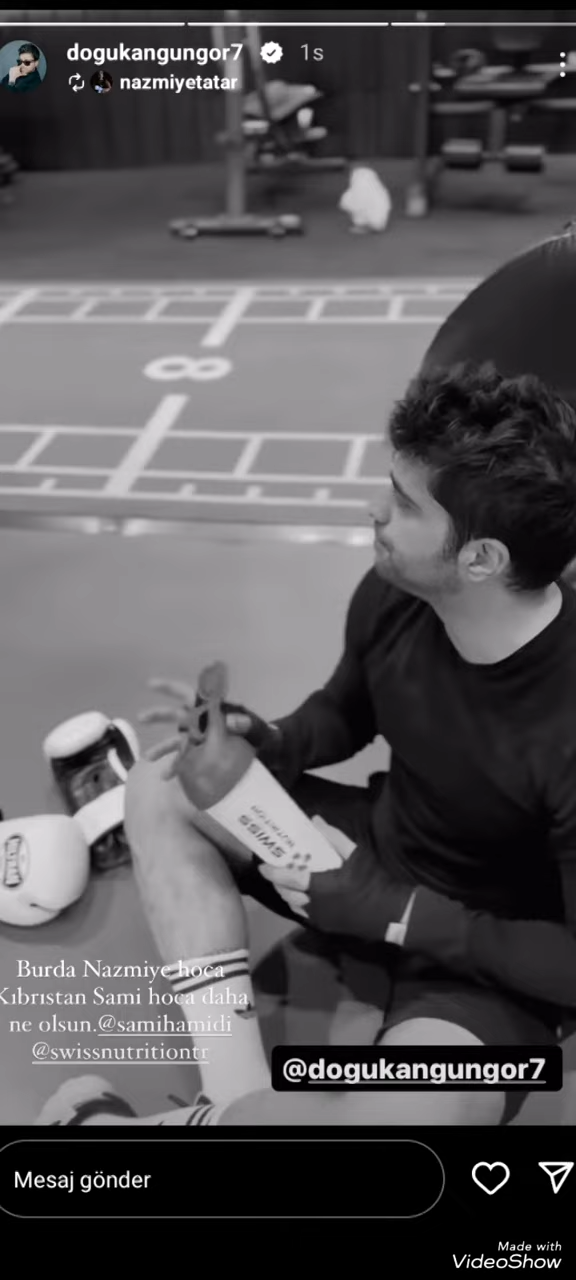 dogukangungor7 1s
nazmiyetatar
8
SWISS
NUTRITION
Burda Nazmiye hoca
Kıbrıstan Sami hoca daha
ne olsun.@samihamidi
@swissnutritiontr
@dogukangungor7
Mesaj gönder
Made with
VideoShow